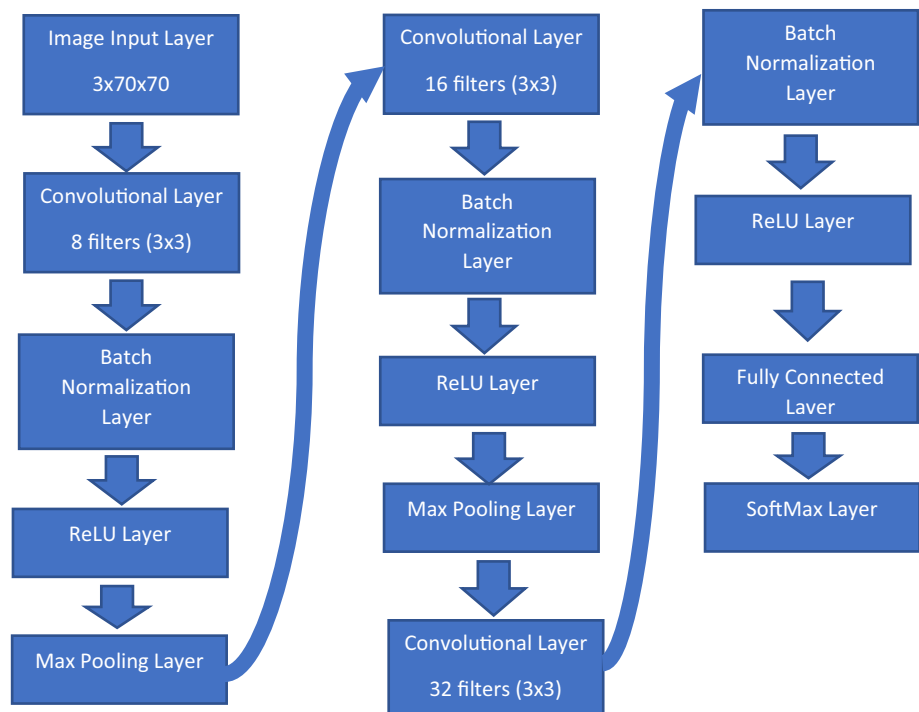 Image Input Layer
3x70x70
Convolutional Layer
8 filters (3x3)
Batch
Normalization
Layer
ReLU Layer
Max Pooling Layer
Convolutional Layer
16 filters (3x3)
Batch
Normalization
Layer
ReLU Layer
Max Pooling Layer
Convolutional Layer
32 filters (3x3)
Batch
Normalization
Layer
ReLU Layer
Fully Connected
Layer
SoftMax Layer